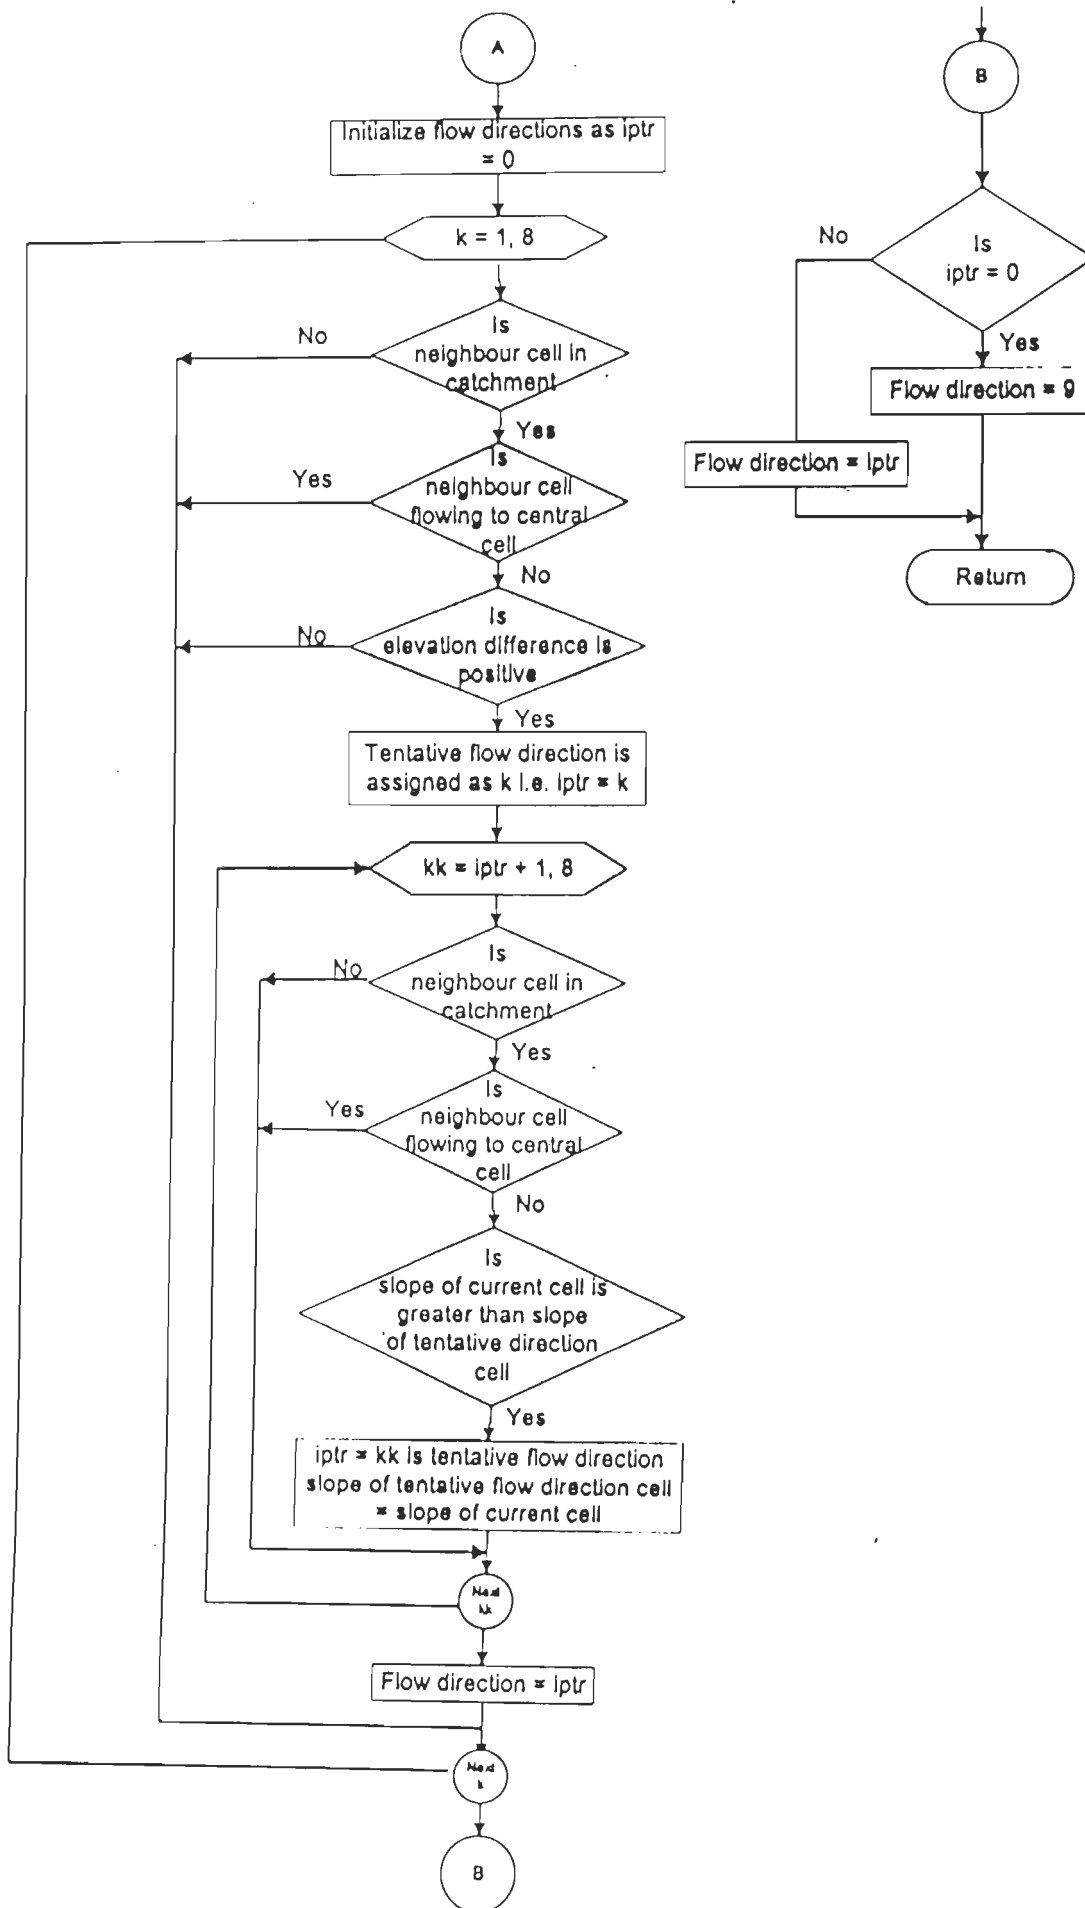 A
Initialize flow directions as iptr
= 0
k = 1, 8
Is
neighbour cell in
catchment
No
Yes
Is
neighbour cell
flowing to central
cell
Yes
No
Is
elevation difference is
positive
No
Yes
Tentative flow direction is
assigned as k i.e. iptr = k
kk = iptr + 1, 8
Is
neighbour cell in
catchment
No
Yes
Is
neighbour cell
flowing to central
cell
Yes
No
Is
slope of current cell is
greater than slope
of tentative direction
cell
Yes
iptr = kk is tentative flow direction
slope of tentative flow direction cell
= slope of current cell
Next
kk
Flow direction = iptr
Next
k
B
B
Is
iptr = 0
No
Yes
Flow direction = 9
Flow direction = iptr
Return